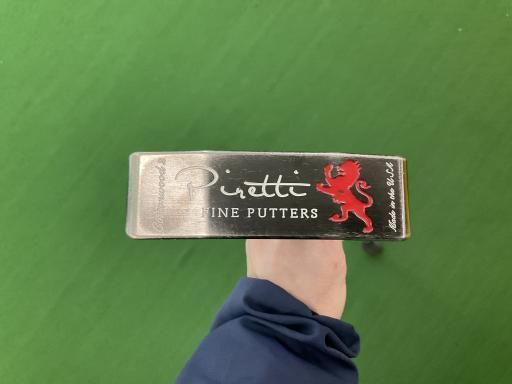 Piretti
FINE PUTTERS
Made in the U.S.A